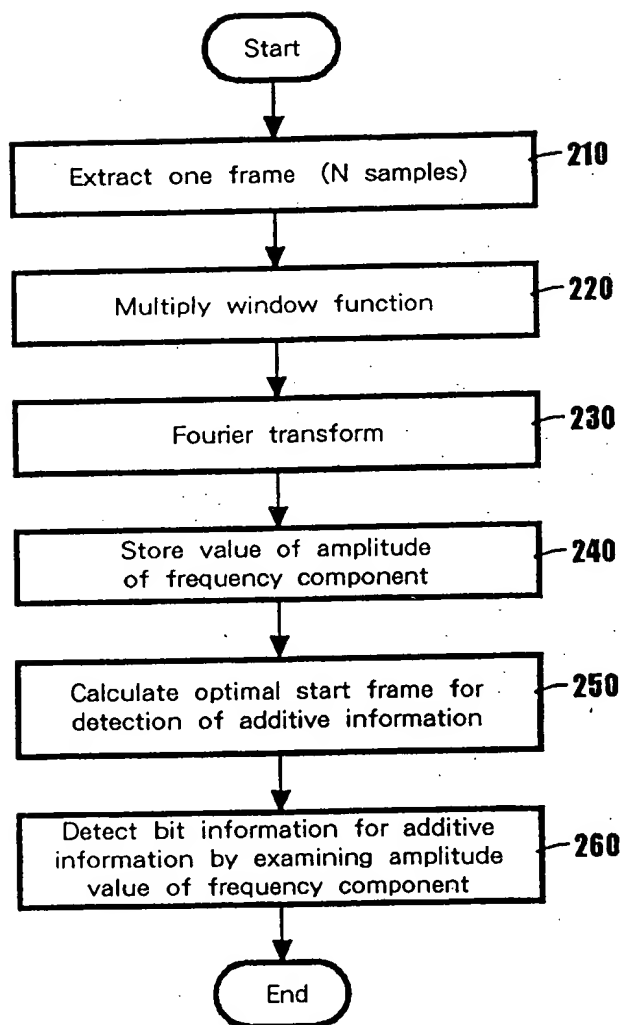 Start
Extract one frame (N samples)
210
Multiply window function
220
Fourier transform
230
Store value of amplitude
of frequency component
240
Calculate optimal start frame for
detection of additive information
250
Detect bit information for additive
information by examining amplitude
value of frequency component
260
End